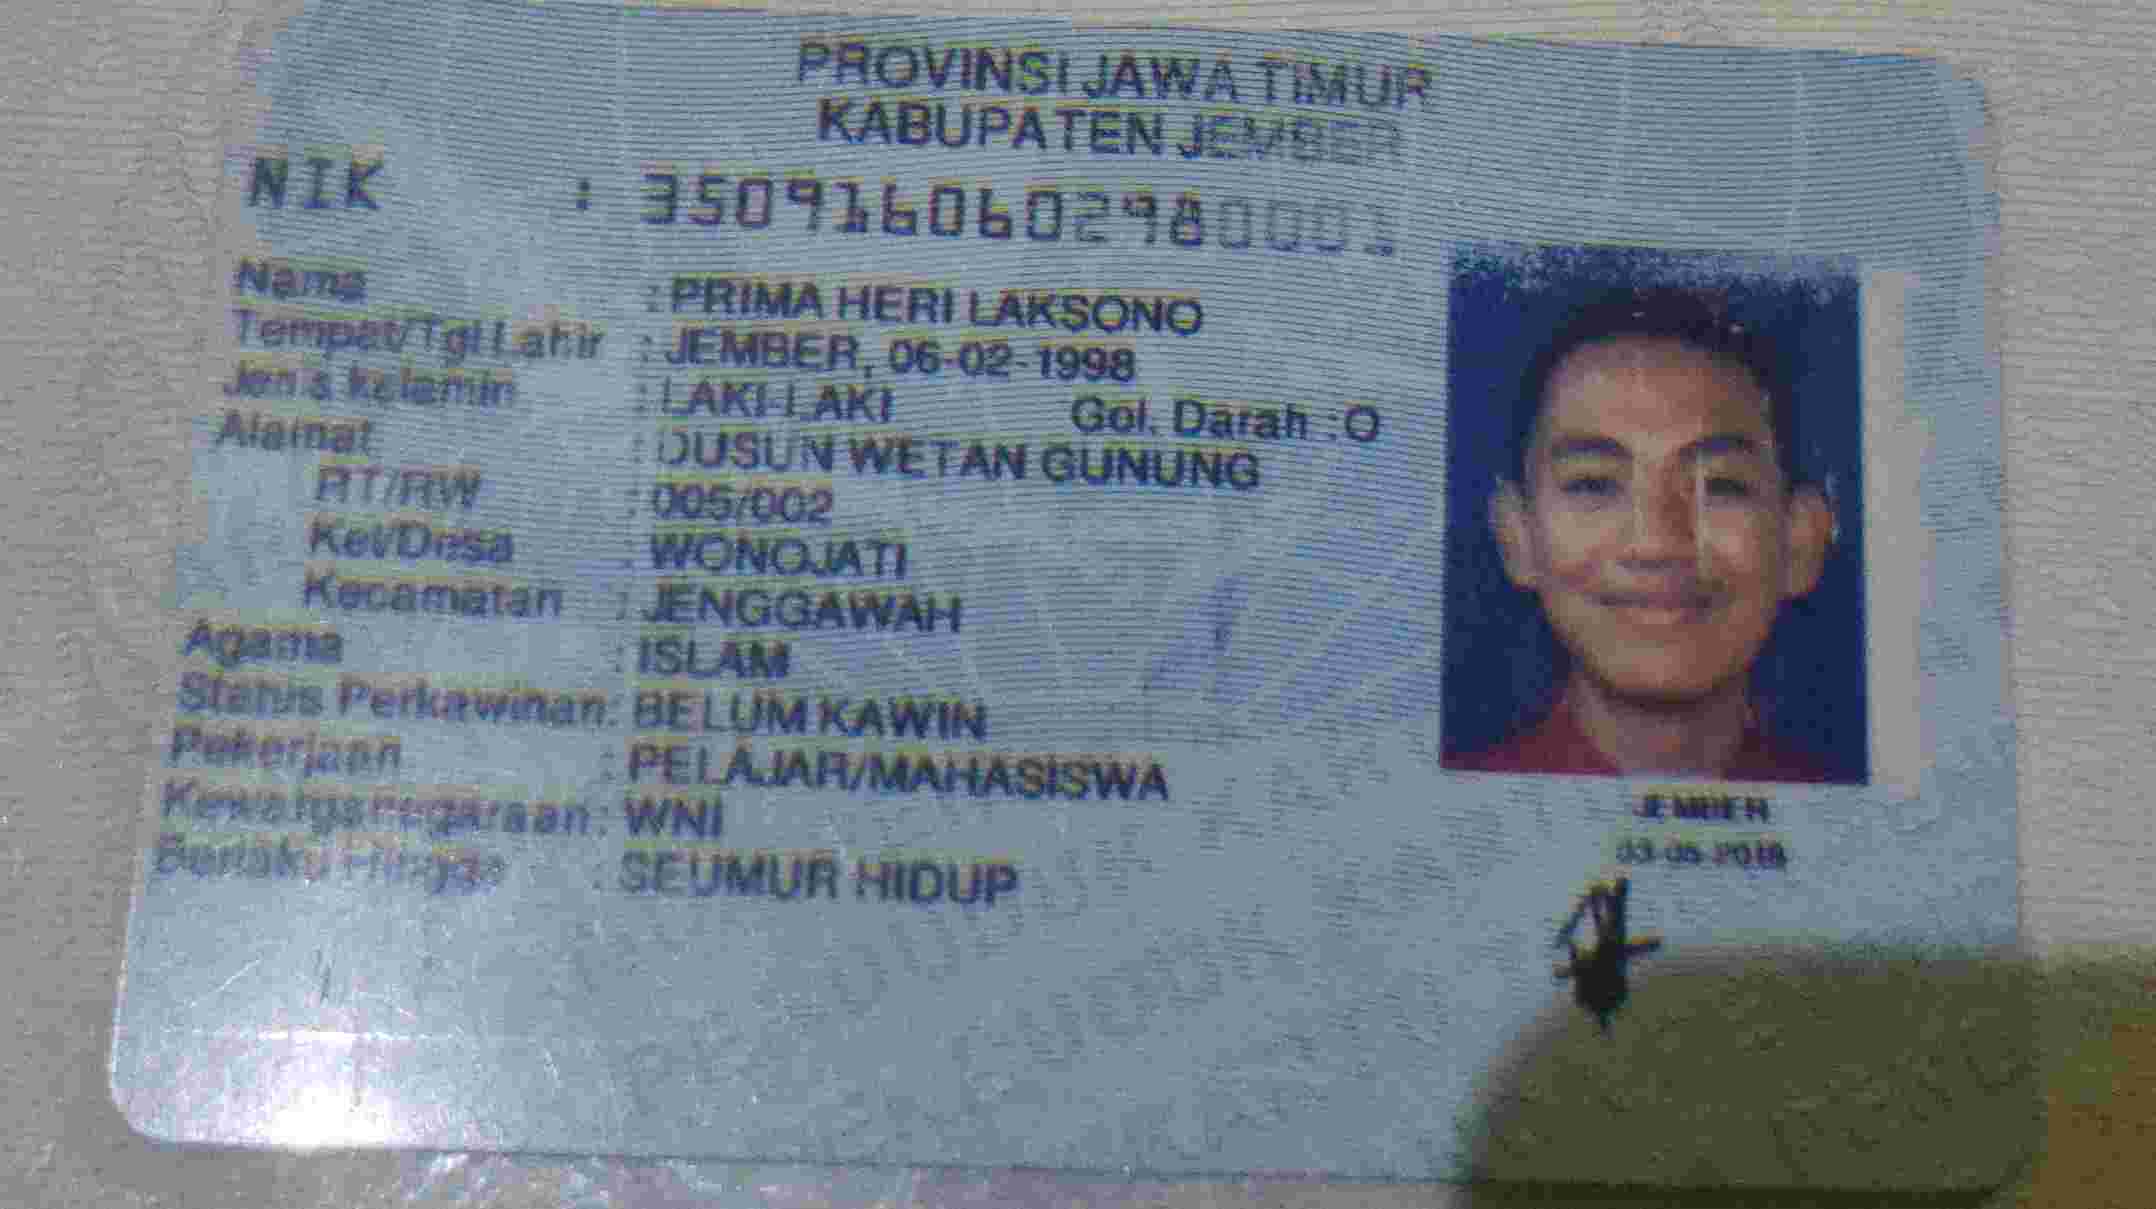 PROVINSI JAWA TIMUR
KABUPATEN JEMBER
NIK : 3509160602980001
Nama : PRIMA HERI LAKSONO
Tempat/Tgl Lahir : JEMBER, 06-02-1998
Jenis kelamin : LAKI-LAKI Gol. Darah : O
Alamat : DUSUN WETAN GUNUNG
RT/RW : 005/002
Kel/Desa : WONOJATI
Kecamatan : JENGGAWAH
Agama : ISLAM
Status Perkawinan: BELUM KAWIN
Pekerjaan : PELAJAR/MAHASISWA
Kewarganegaraan: WNI
Berlaku Hingga : SEUMUR HIDUP
JEMBER
03-05-2018